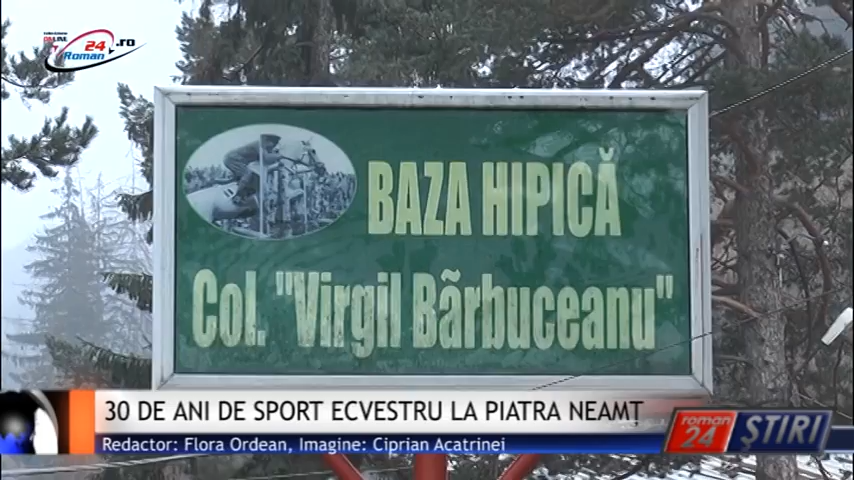 Roman 24 .ro
BAZA HIPICĂ
Col. "Virgil Bãrbuceanu"
30 DE ANI DE SPORT ECVESTRU LA PIATRA NEAMȚ
Redactor: Flora Ordean, Imagine: Ciprian Acatrinei
roman 24 ȘTIRI